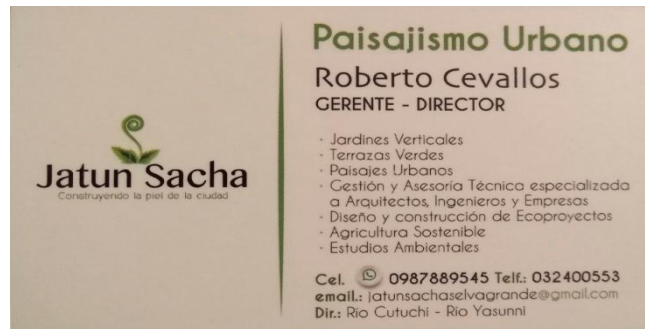 Jatun Sacha
Construyendo la piel de la ciudad
Paisajismo Urbano
Roberto Cevallos
GERENTE - DIRECTOR
· Jardines Verticales
· Terrazas Verdes
· Paisajes Urbanos
· Gestión y Asesoría Técnica especializada
a Arquitectos, Ingenieros y Empresas
· Diseño y construcción de Ecoproyectos
· Agricultura Sostenible
· Estudios Ambientales
Cel. 0987889545 Telf.: 032400553
email.: jatunsachaselvagrande@gmail.com
Dir.: Rio Cutuchi - Rio Yasunni